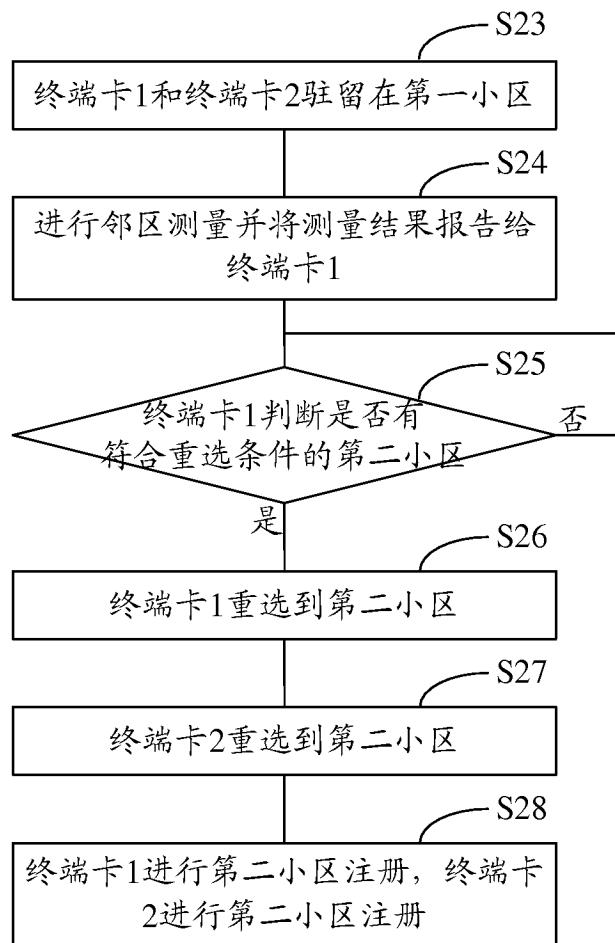 S23
终端卡1和终端卡2驻留在第一小区
S24
进行邻区测量并将测量结果报告给
终端卡1
S25
终端卡1判断是否有
符合重选条件的第二小区
否
是
S26
终端卡1重选到第二小区
S27
终端卡2重选到第二小区
S28
终端卡1进行第二小区注册，终端卡
2进行第二小区注册